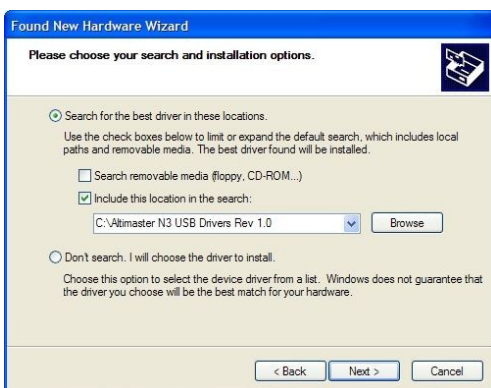 Found New Hardware Wizard
Please choose your search and installation options.
Search for the best driver in these locations.
Use the check boxes below to limit or expand the default search, which includes local
paths and removable media. The best driver found will be installed.
Search removable media (floppy, CD-ROM...)
Include this location in the search:
C:\Altimaster N3 USB Drivers Rev 1.0
Browse
Don't search. I will choose the driver to install.
Choose this option to select the device driver from a list. Windows does not guarantee that
the driver you choose will be the best match for your hardware.
< Back
Next >
Cancel